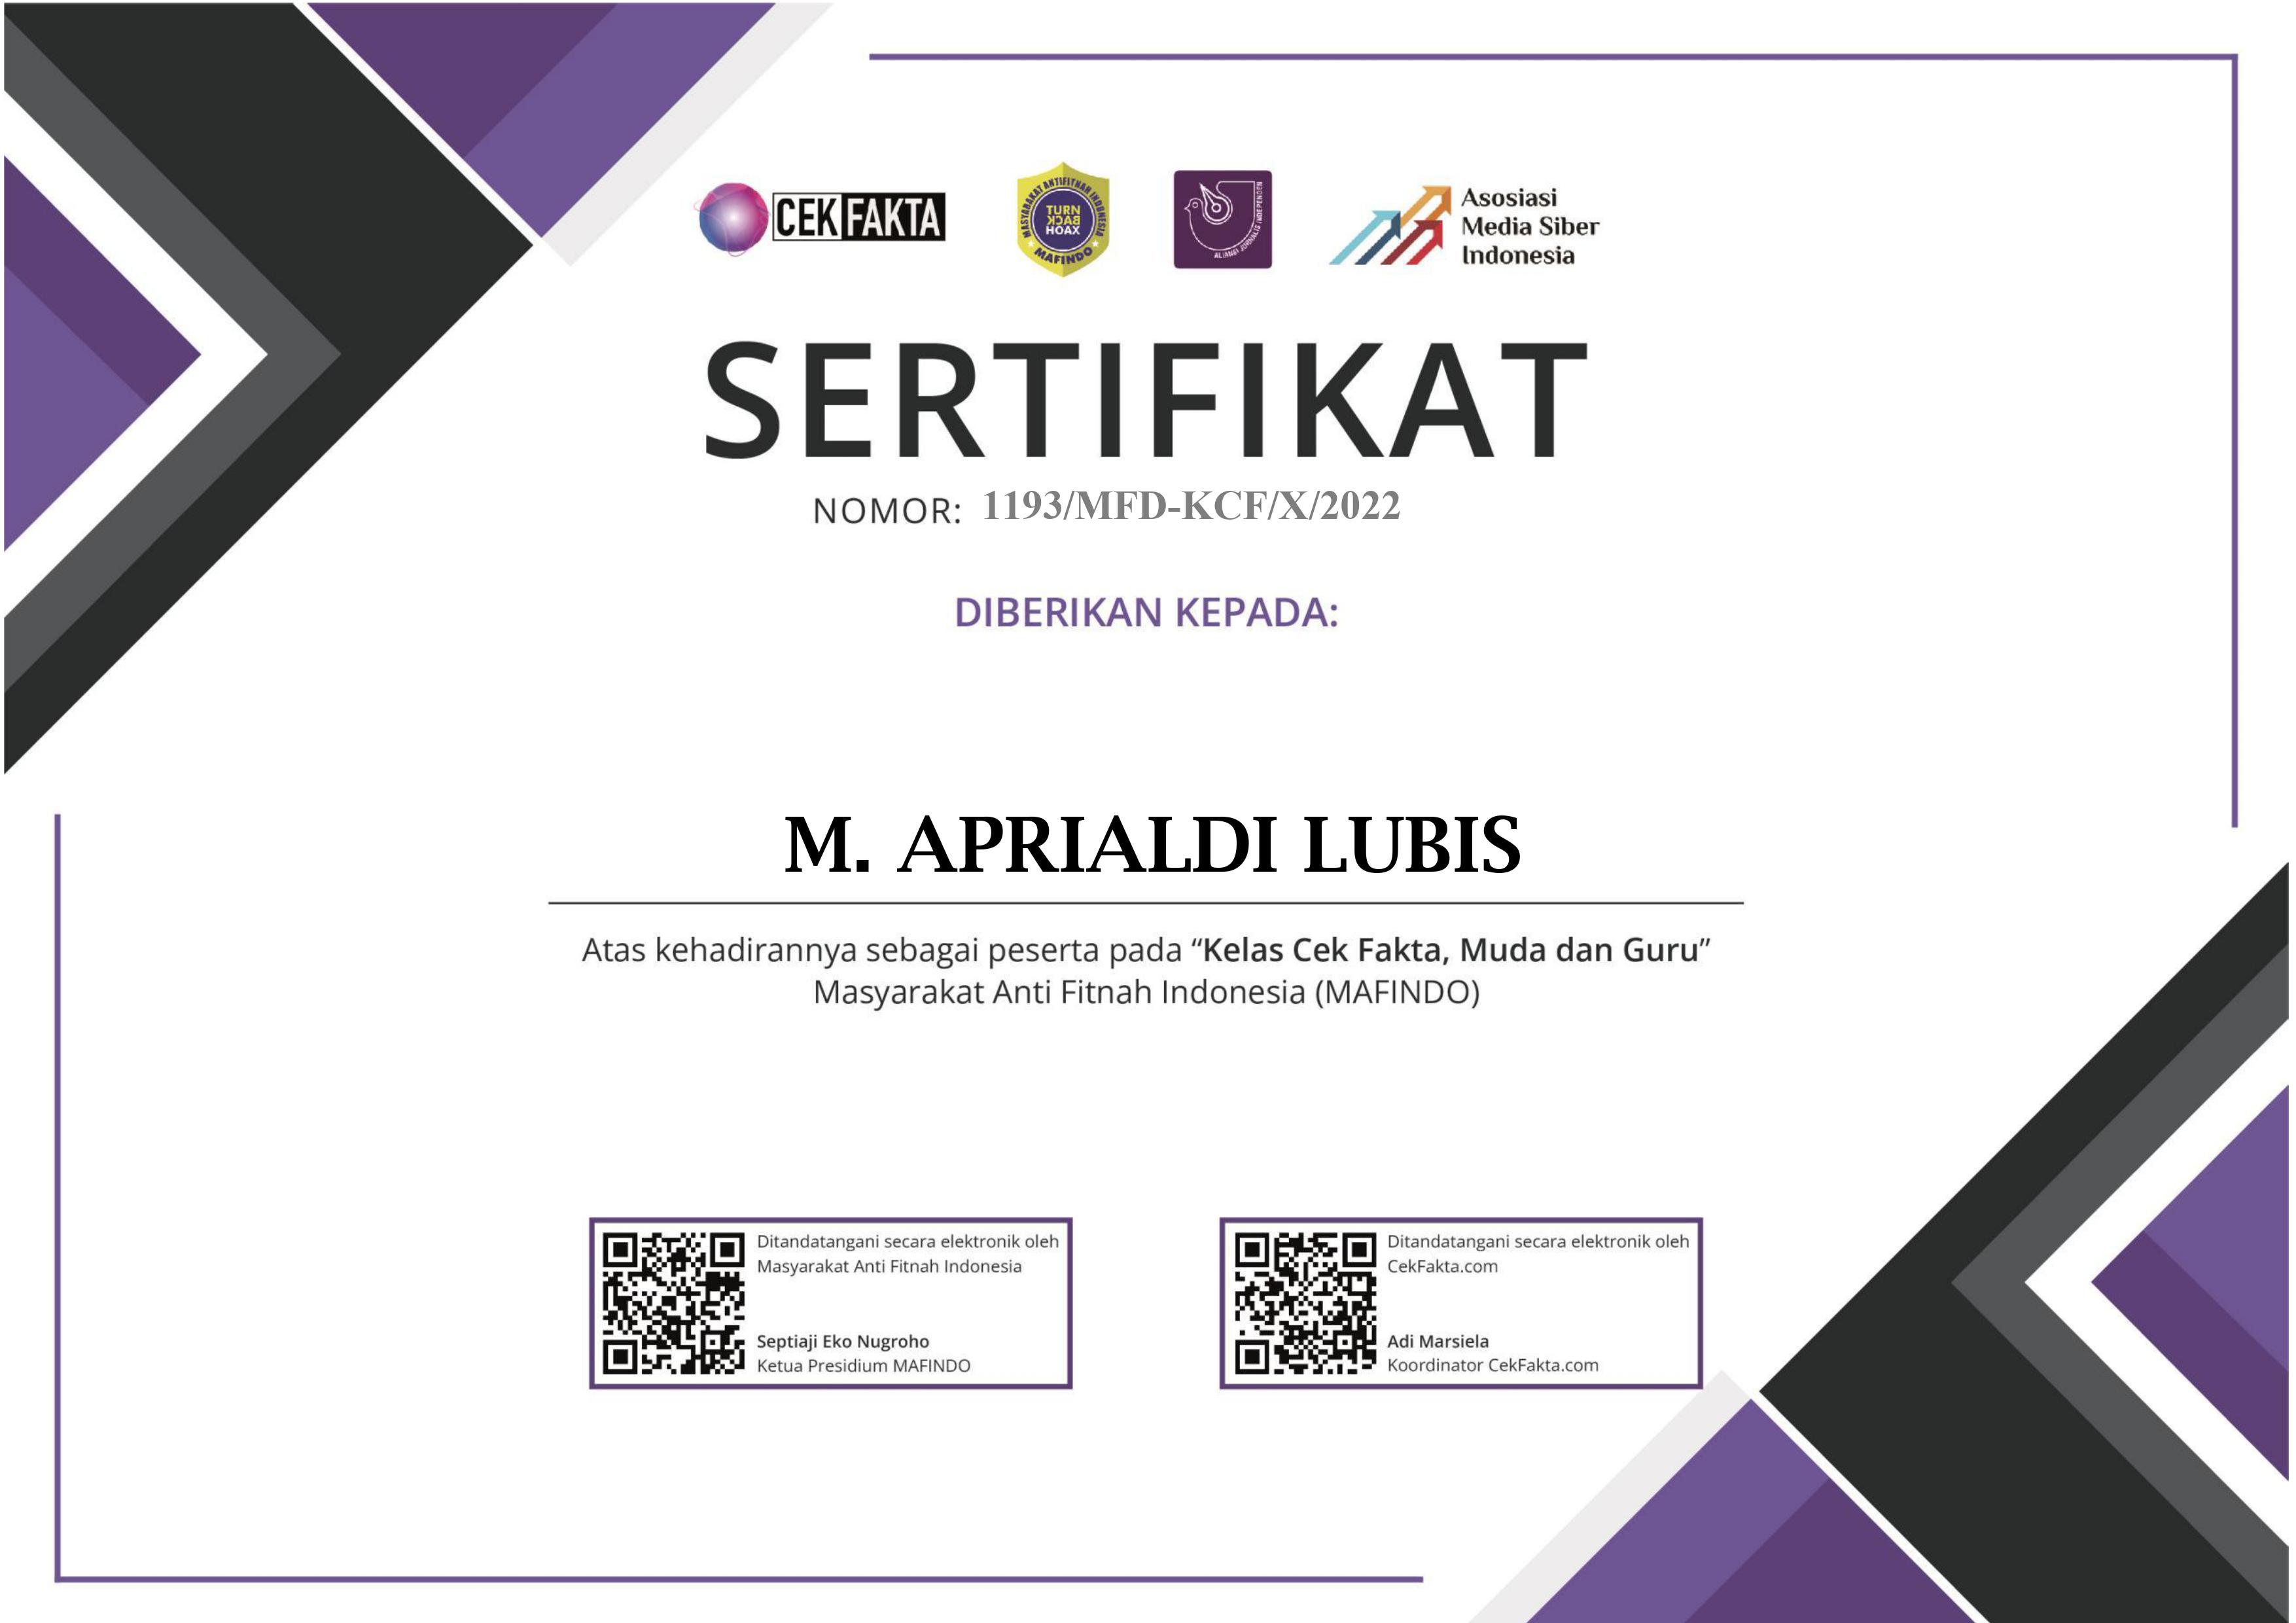 CEK FAKTA
MASYARAKAT ANTIFITNAH INDONESIA
TURN
BACK
HOAX
MAFINDO
ALIANSI JURNALIS INDEPENDEN
Asosiasi
Media Siber
Indonesia
SERTIFIKAT
NOMOR: 1193/MFD-KCF/X/2022
DIBERIKAN KEPADA:
M. APRIALDI LUBIS
Atas kehadirannya sebagai peserta pada “Kelas Cek Fakta, Muda dan Guru”
Masyarakat Anti Fitnah Indonesia (MAFINDO)
Ditandatangani secara elektronik oleh
Masyarakat Anti Fitnah Indonesia
Septiaji Eko Nugroho
Ketua Presidium MAFINDO
Ditandatangani secara elektronik oleh
CekFakta.com
Adi Marsiela
Koordinator CekFakta.com